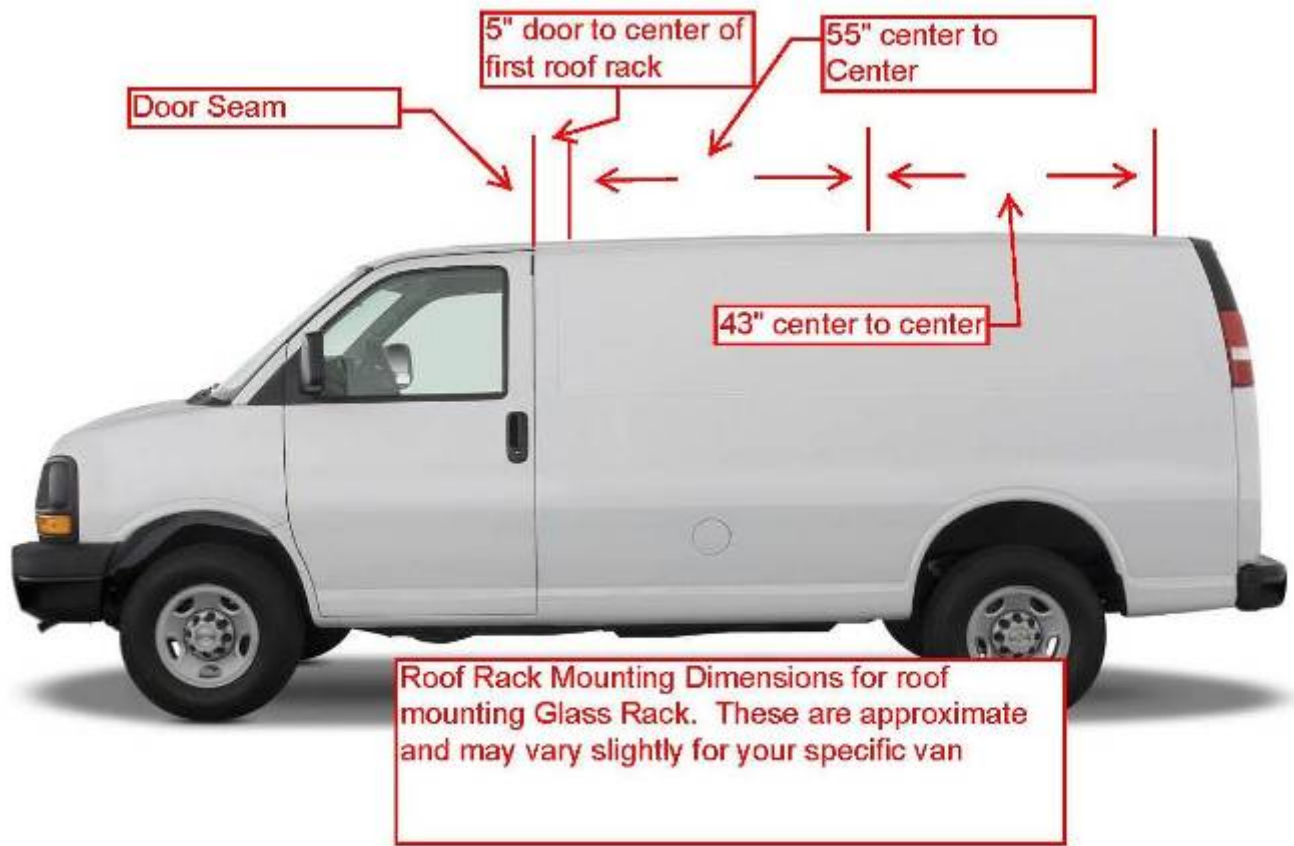 5" door to center of
first roof rack
55" center to
Center
Door Seam
43" center to center
Roof Rack Mounting Dimensions for roof
mounting Glass Rack.  These are approximate
and may vary slightly for your specific van